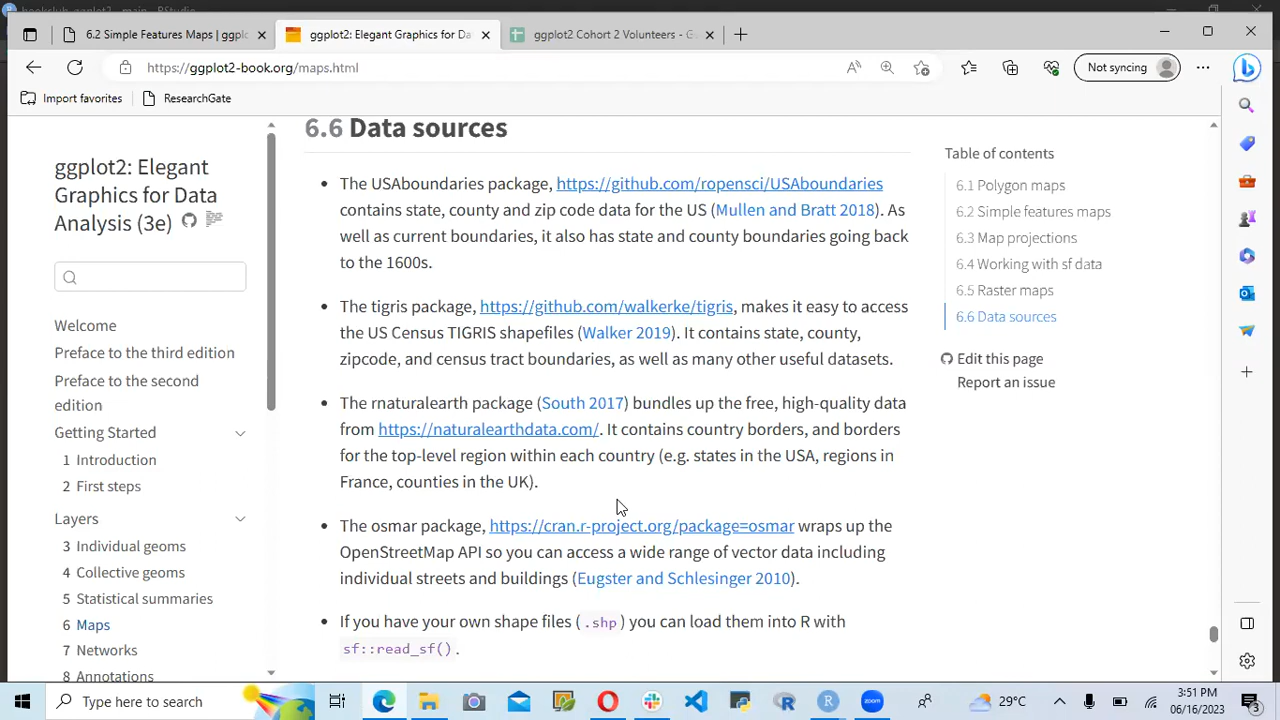 6.2 Simple Features Maps | ggplo
ggplot2: Elegant Graphics for Da
ggplot2 Cohort 2 Volunteers - G
https://ggplot2-book.org/maps.html
Not syncing
Import favorites
ResearchGate
ggplot2: Elegant
Graphics for Data
Analysis (3e)
Welcome
Preface to the third edition
Preface to the second
edition
Getting Started
1 Introduction
2 First steps
Layers
3 Individual geoms
4 Collective geoms
5 Statistical summaries
6 Maps
7 Networks
8 Annotations
6.6 Data sources
• The USAboundaries package, https://github.com/ropensci/USAboundaries
contains state, county and zip code data for the US (Mullen and Bratt 2018). As
well as current boundaries, it also has state and county boundaries going back
to the 1600s.
• The tigris package, https://github.com/walkerke/tigris, makes it easy to access
the US Census TIGRIS shapefiles (Walker 2019). It contains state, county,
zipcode, and census tract boundaries, as well as many other useful datasets.
• The rnaturalearth package (South 2017) bundles up the free, high-quality data
from https://naturalearthdata.com/. It contains country borders, and borders
for the top-level region within each country (e.g. states in the USA, regions in
France, counties in the UK).
• The osmar package, https://cran.r-project.org/package=osmar wraps up the
OpenStreetMap API so you can access a wide range of vector data including
individual streets and buildings (Eugster and Schlesinger 2010).
• If you have your own shape files (.shp) you can load them into R with
sf::read_sf().
Table of contents
6.1 Polygon maps
6.2 Simple features maps
6.3 Map projections
6.4 Working with sf data
6.5 Raster maps
6.6 Data sources
Edit this page
Report an issue
Type here to search
29°C
3:51 PM
06/16/2023
3